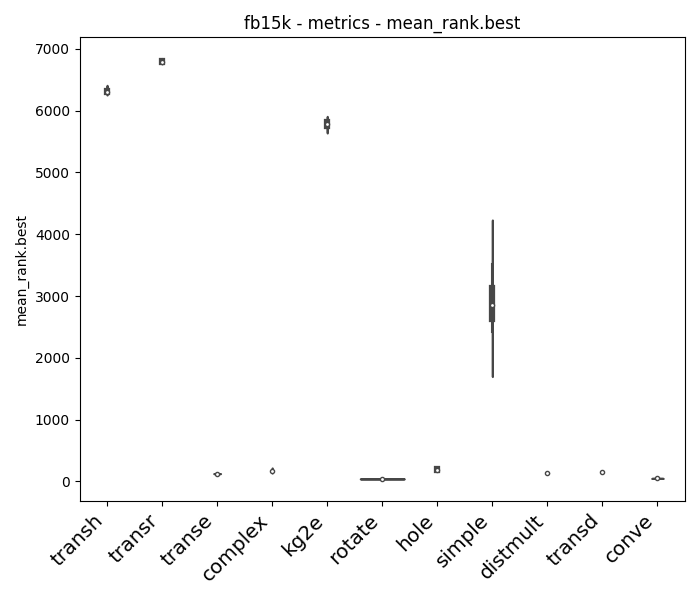 fb15k - metrics - mean_rank.best
7000
6000
5000
4000
3000
2000
1000
0
mean_rank.best
transh
transr
transe
complex
kg2e
rotate
hole
simple
distmult
transd
conve